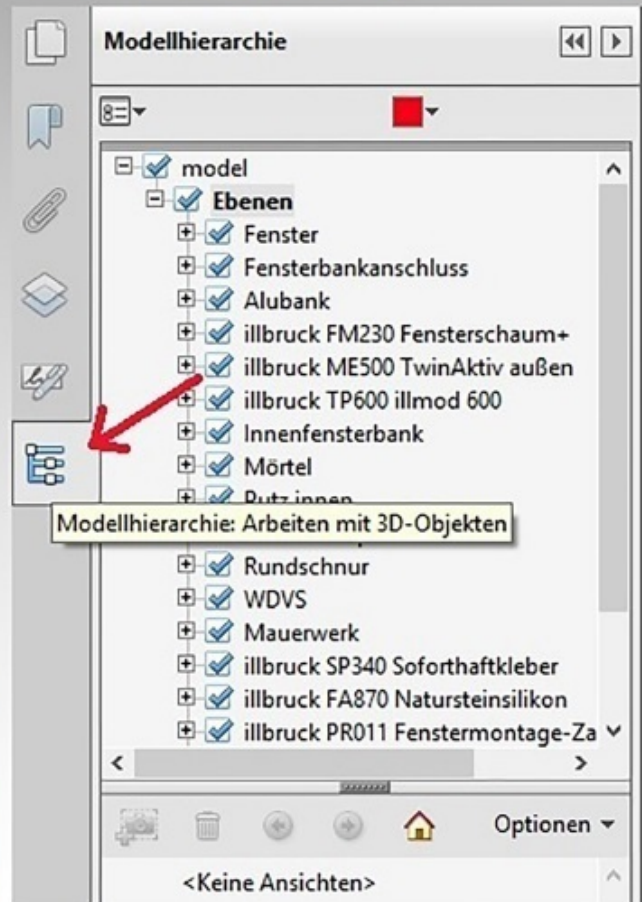 Modellhierarchie
model
Ebenen
Fenster
Fensterbankanschluss
Alubank
illbruck FM230 Fensterschaum+
illbruck ME500 TwinAktiv außen
illbruck TP600 illmod 600
Innenfensterbank
Mörtel
Putz innen
Modellhierarchie: Arbeiten mit 3D-Objekten
Rundschnur
WDVS
Mauerwerk
illbruck SP340 Soforthaftkleber
illbruck FA870 Natursteinsilikon
illbruck PR011 Fenstermontage-Za
Optionen
<Keine Ansichten>